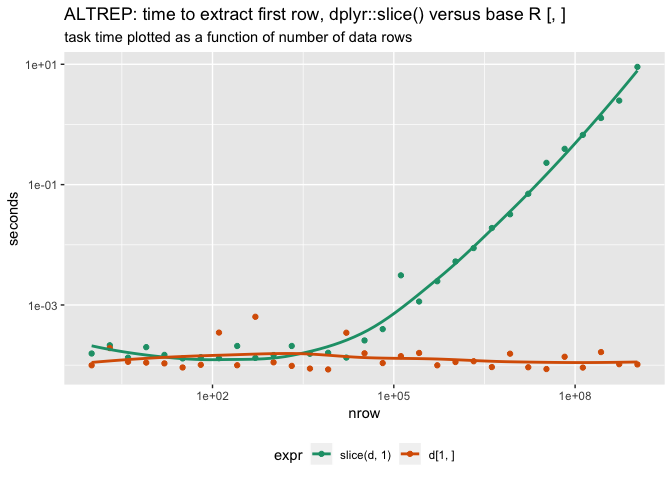 ALTREP: time to extract first row, dplyr::slice() versus base R [, ]
task time plotted as a function of number of data rows
1e+01
1e-01
1e-03
seconds
1e+02 1e+05 1e+08
nrow
expr slice(d, 1) d[1, ]